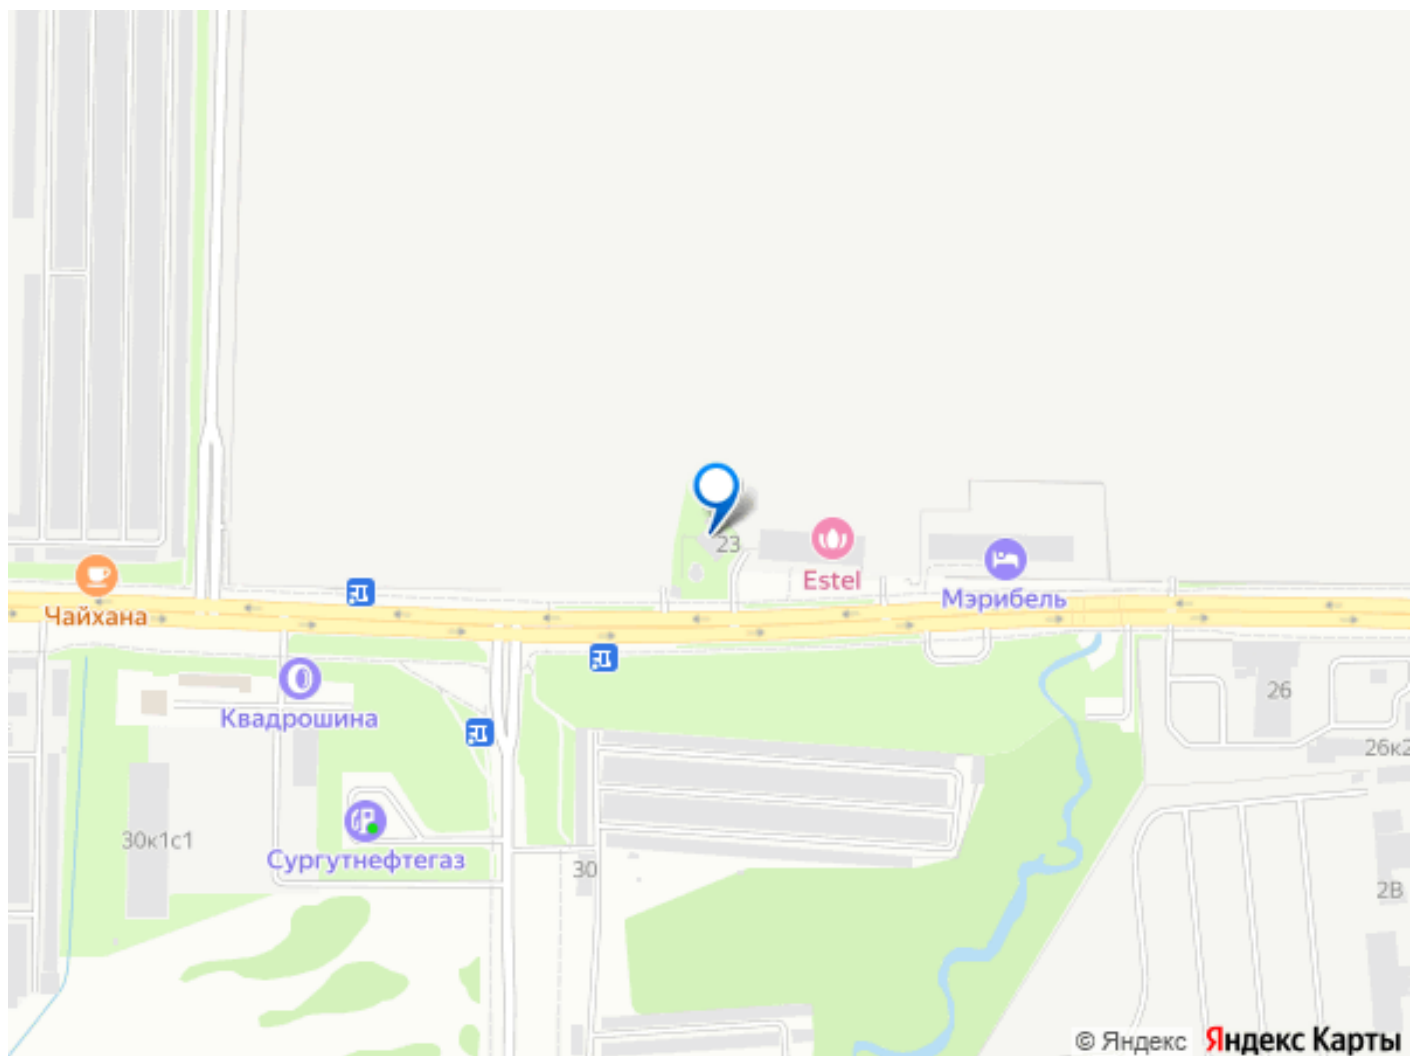 23
Estel
Мэрибель
Чайхана
Квадрошина
26
26к2
30к1с1
Сургутнефтегаз
30
2В
© Яндекс Яндекс Карты